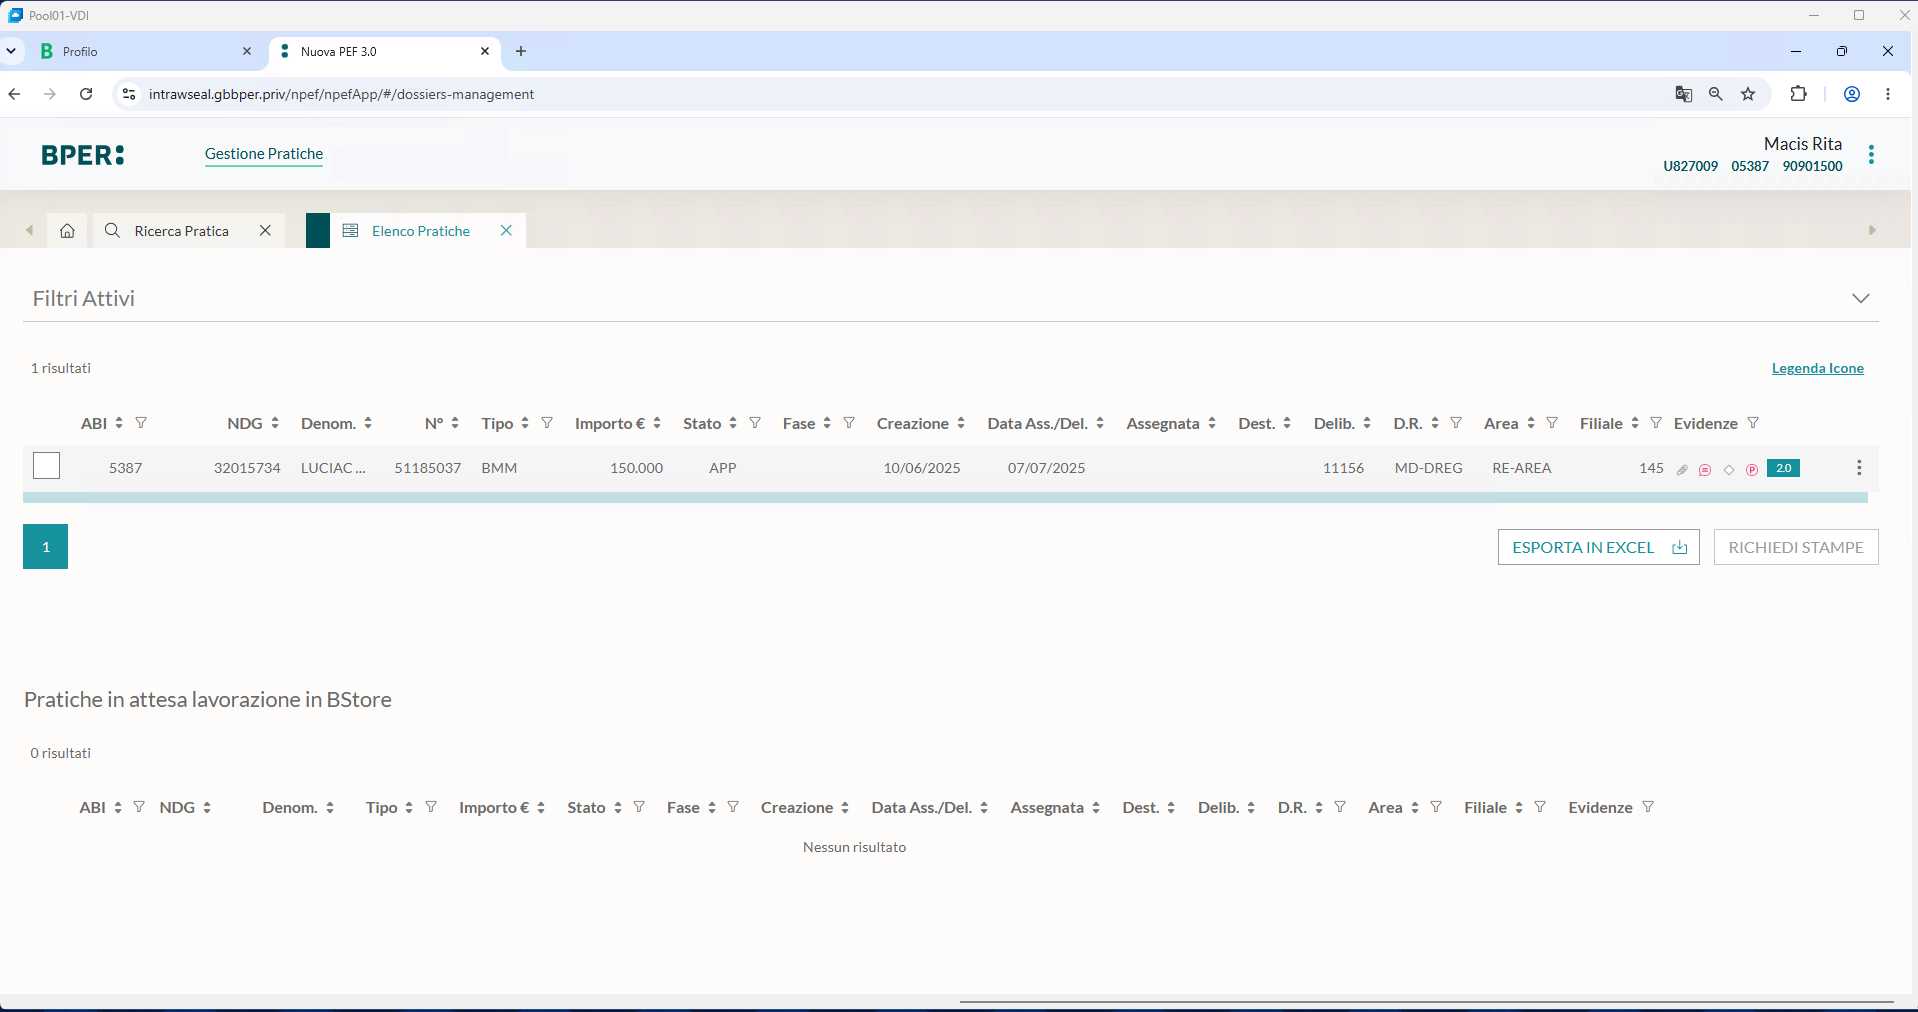 Pool01-VDI
Profilo
Nuova PEF 3.0
intrawseal.gbbper.priv/npef/npefApp/#/dossiers-management
BPER:
Gestione Pratiche
Macis Rita
U827009 05387 90901500
Ricerca Pratica
Elenco Pratiche
Filtri Attivi
1 risultati
Legenda Icone
ABI NDG Denom. N° Tipo Importo € Stato Fase Creazione Data Ass./Del. Assegnata Dest. Delib. D.R. Area Filiale Evidenze
5387 32015734 LUCIAC ... 51185037 BMM 150.000 APP 10/06/2025 07/07/2025 11156 MD-DREG RE-AREA 145 P 2.0
1
ESPORTA IN EXCEL
RICHIEDI STAMPE
Pratiche in attesa lavorazione in BStore
0 risultati
ABI NDG Denom. Tipo Importo € Stato Fase Creazione Data Ass./Del. Assegnata Dest. Delib. D.R. Area Filiale Evidenze
Nessun risultato